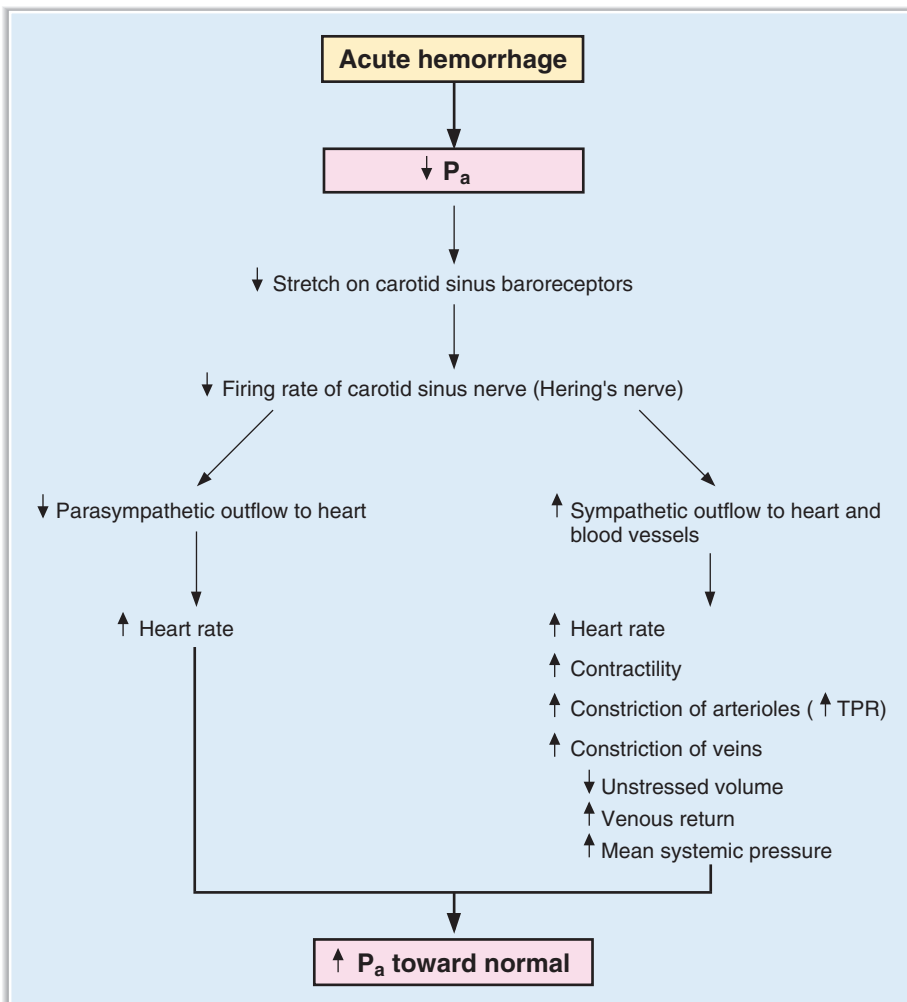 Acute hemorrhage
↓ Pa
↓ Stretch on carotid sinus baroreceptors
↓ Firing rate of carotid sinus nerve (Hering's nerve)
↓ Parasympathetic outflow to heart
↑ Heart rate
↑ Sympathetic outflow to heart and
blood vessels
↑ Heart rate
↑ Contractility
↑ Constriction of arterioles ( ↑ TPR)
↑ Constriction of veins
↓ Unstressed volume
↑ Venous return
↑ Mean systemic pressure
↑ Pa toward normal